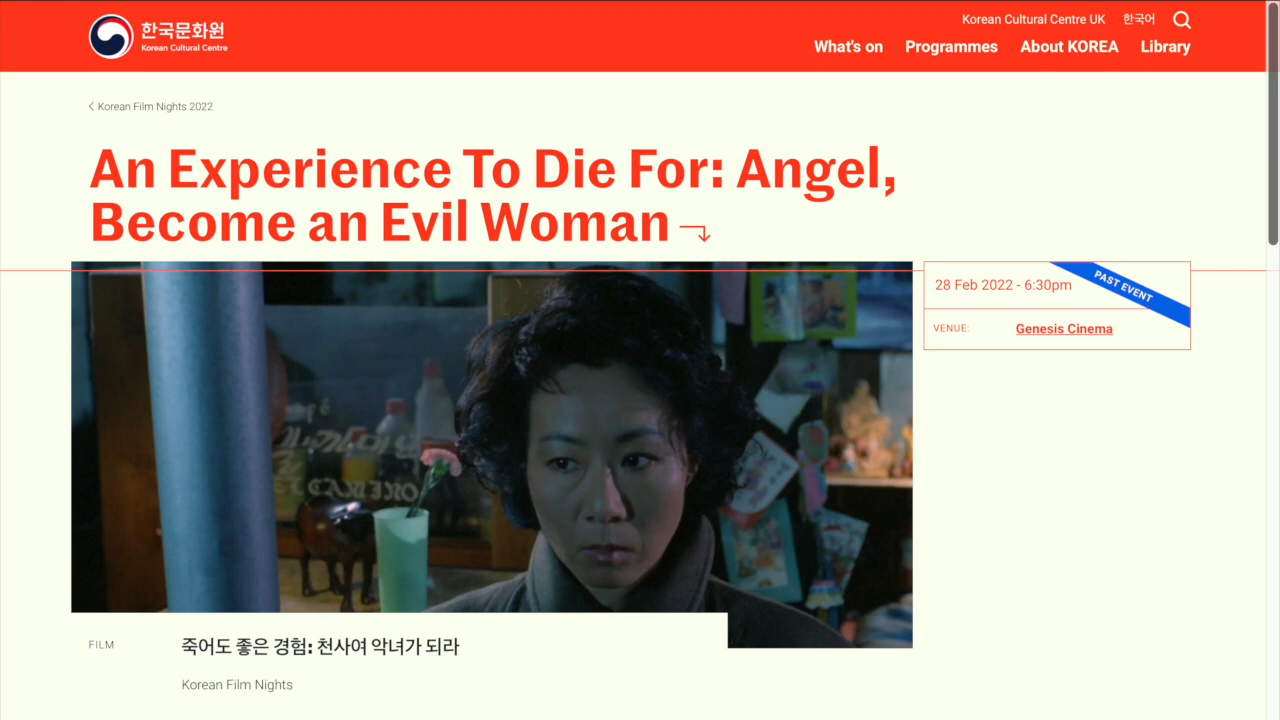 한국문화원
Korean Cultural Centre
Korean Cultural Centre UK
한국어
What's on
Programmes
About KOREA
Library
Korean Film Nights 2022
An Experience To Die For: Angel,
Become an Evil Woman
28 Feb 2022 - 6:30pm
PAST EVENT
VENUE:
Genesis Cinema
FILM
죽어도 좋은 경험: 천사여 악녀가 되라
Korean Film Nights